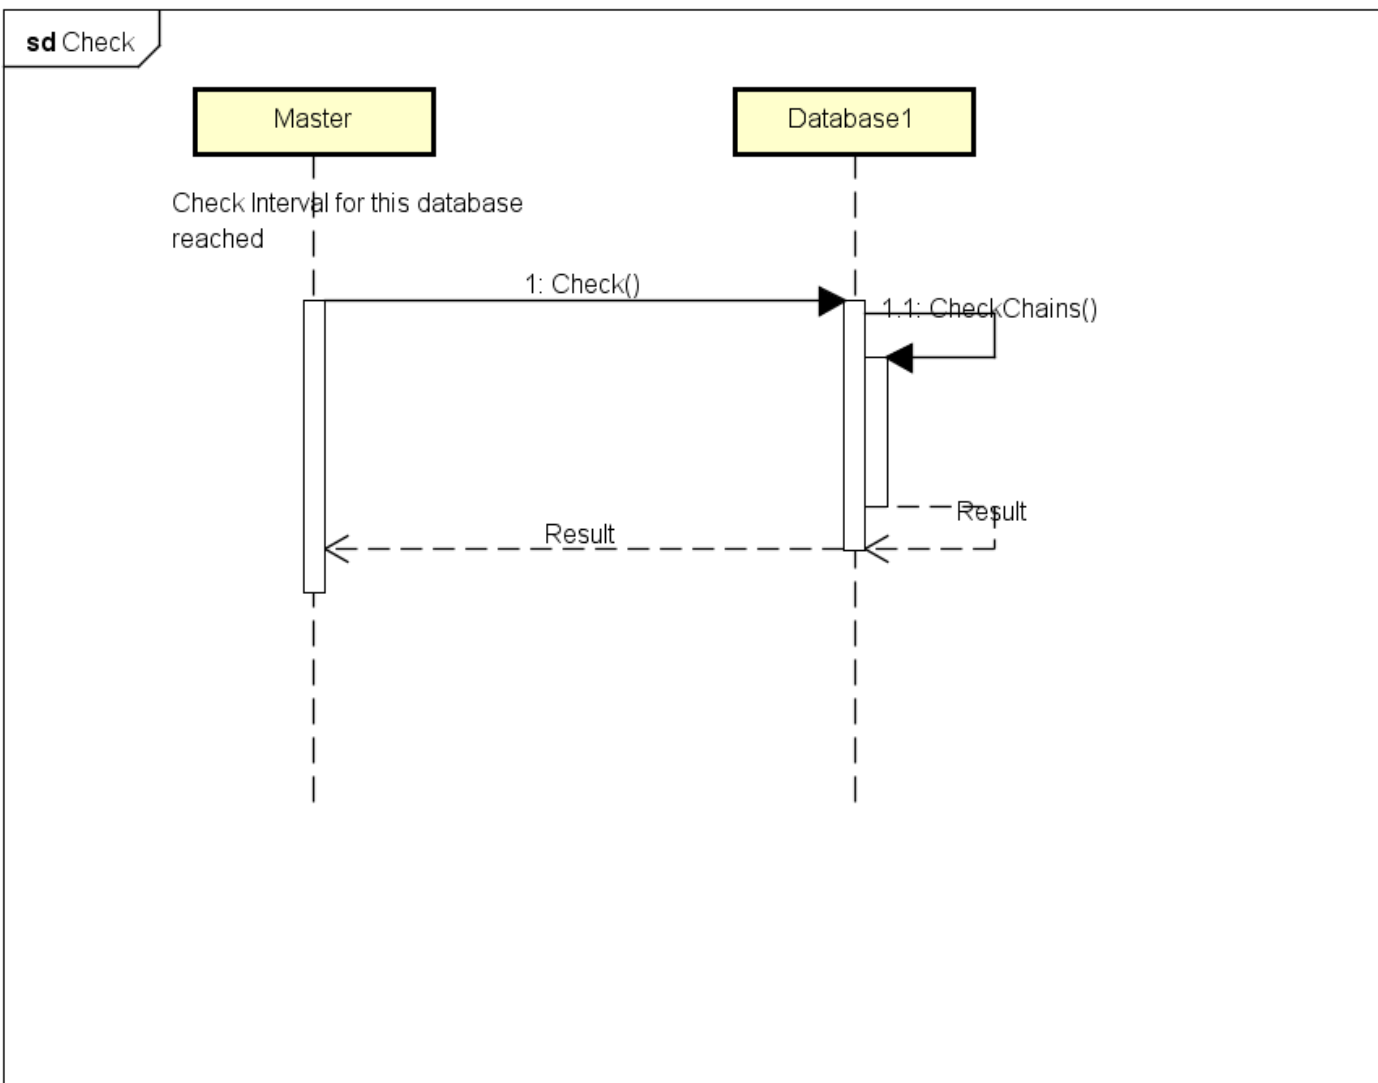 sd Check
Master
Database1
Check Interval for this database
reached
1: Check()
1.1: CheckChains()
Result
Result